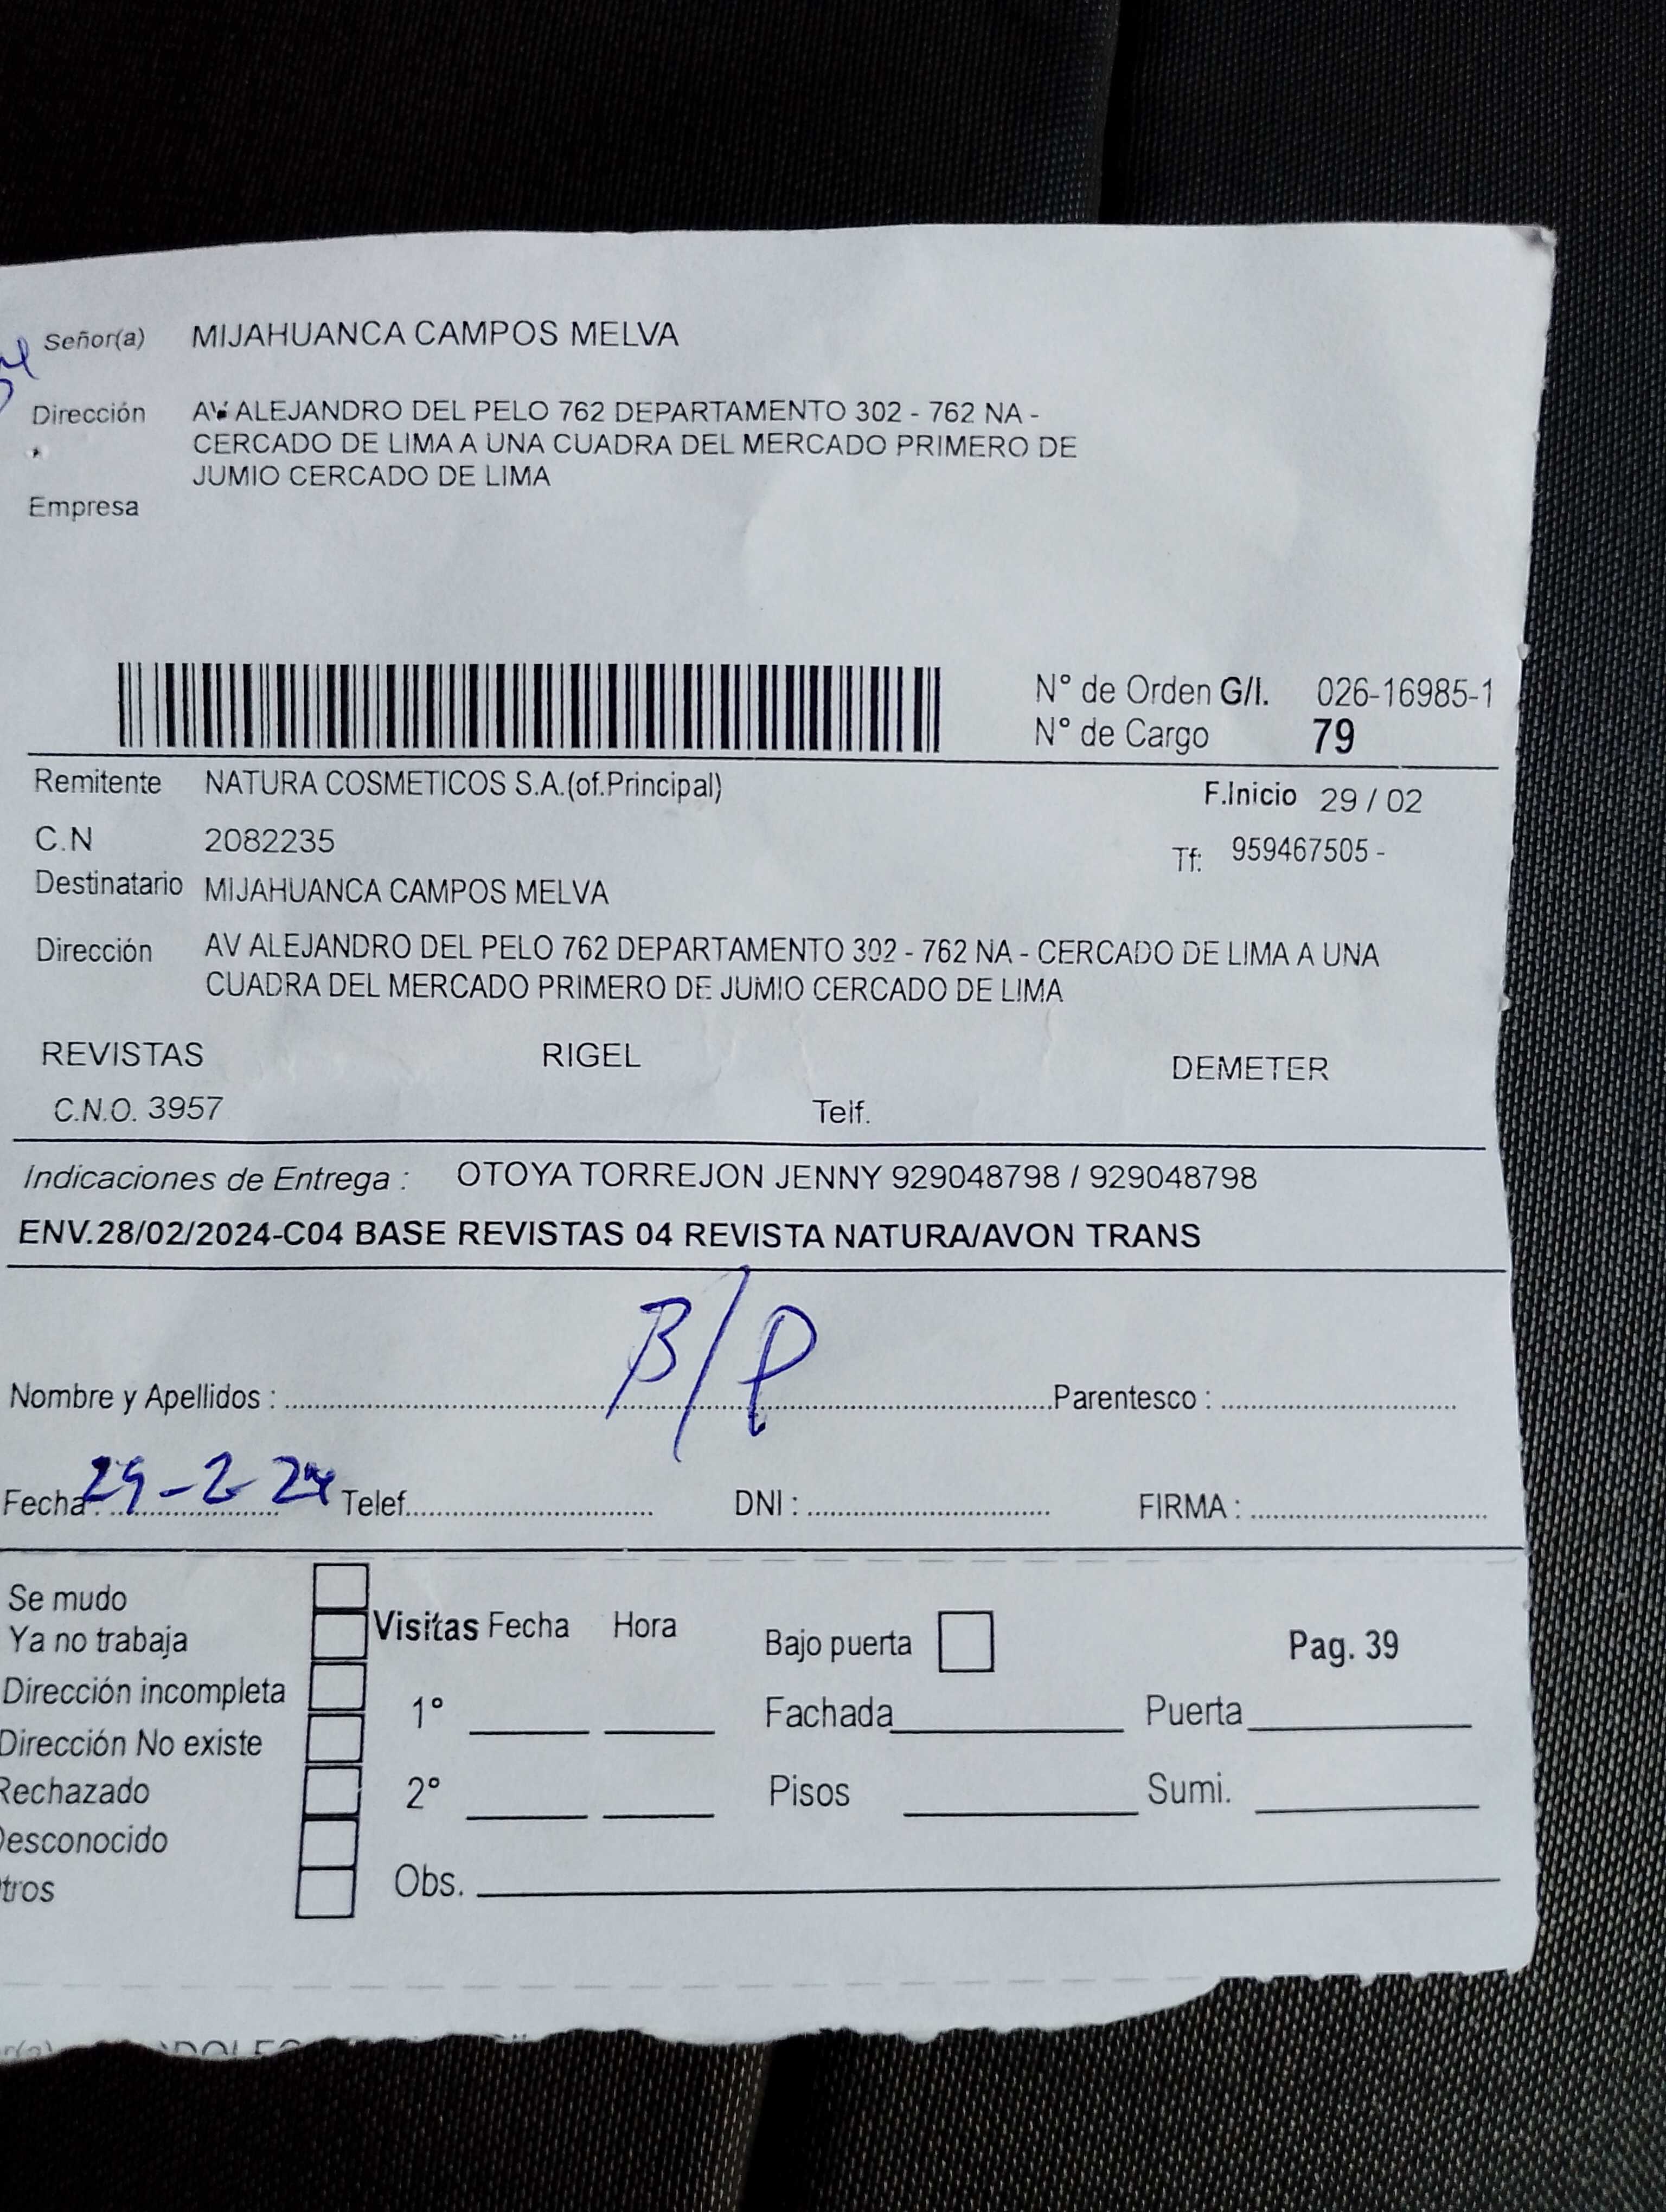 Señor(a) MIJAHUANCA CAMPOS MELVA
Dirección AV ALEJANDRO DEL PELO 762 DEPARTAMENTO 302 - 762 NA -
CERCADO DE LIMA A UNA CUADRA DEL MERCADO PRIMERO DE
JUMIO CERCADO DE LIMA
Empresa
N° de Orden G/I. 026-16985-1
N° de Cargo 79
Remitente NATURA COSMETICOS S.A.(of.Principal) F.Inicio 29 / 02
C.N 2082235 Tf: 959467505 -
Destinatario MIJAHUANCA CAMPOS MELVA
Dirección AV ALEJANDRO DEL PELO 762 DEPARTAMENTO 302 - 762 NA - CERCADO DE LIMA A UNA
CUADRA DEL MERCADO PRIMERO DE JUMIO CERCADO DE LIMA
REVISTAS RIGEL DEMETER
C.N.O. 3957 Telf.
Indicaciones de Entrega : OTOYA TORREJON JENNY 929048798 / 929048798
ENV.28/02/2024-C04 BASE REVISTAS 04 REVISTA NATURA/AVON TRANS
B/P
Nombre y Apellidos : Parentesco :
Fecha: 29-2-24 Telef. DNI : FIRMA :
Se mudo
Ya no trabaja Visitas Fecha Hora Bajo puerta Pag. 39
Dirección incompleta 1° Fachada Puerta
Dirección No existe
Rechazado 2° Pisos Sumi.
Desconocido
tros Obs.